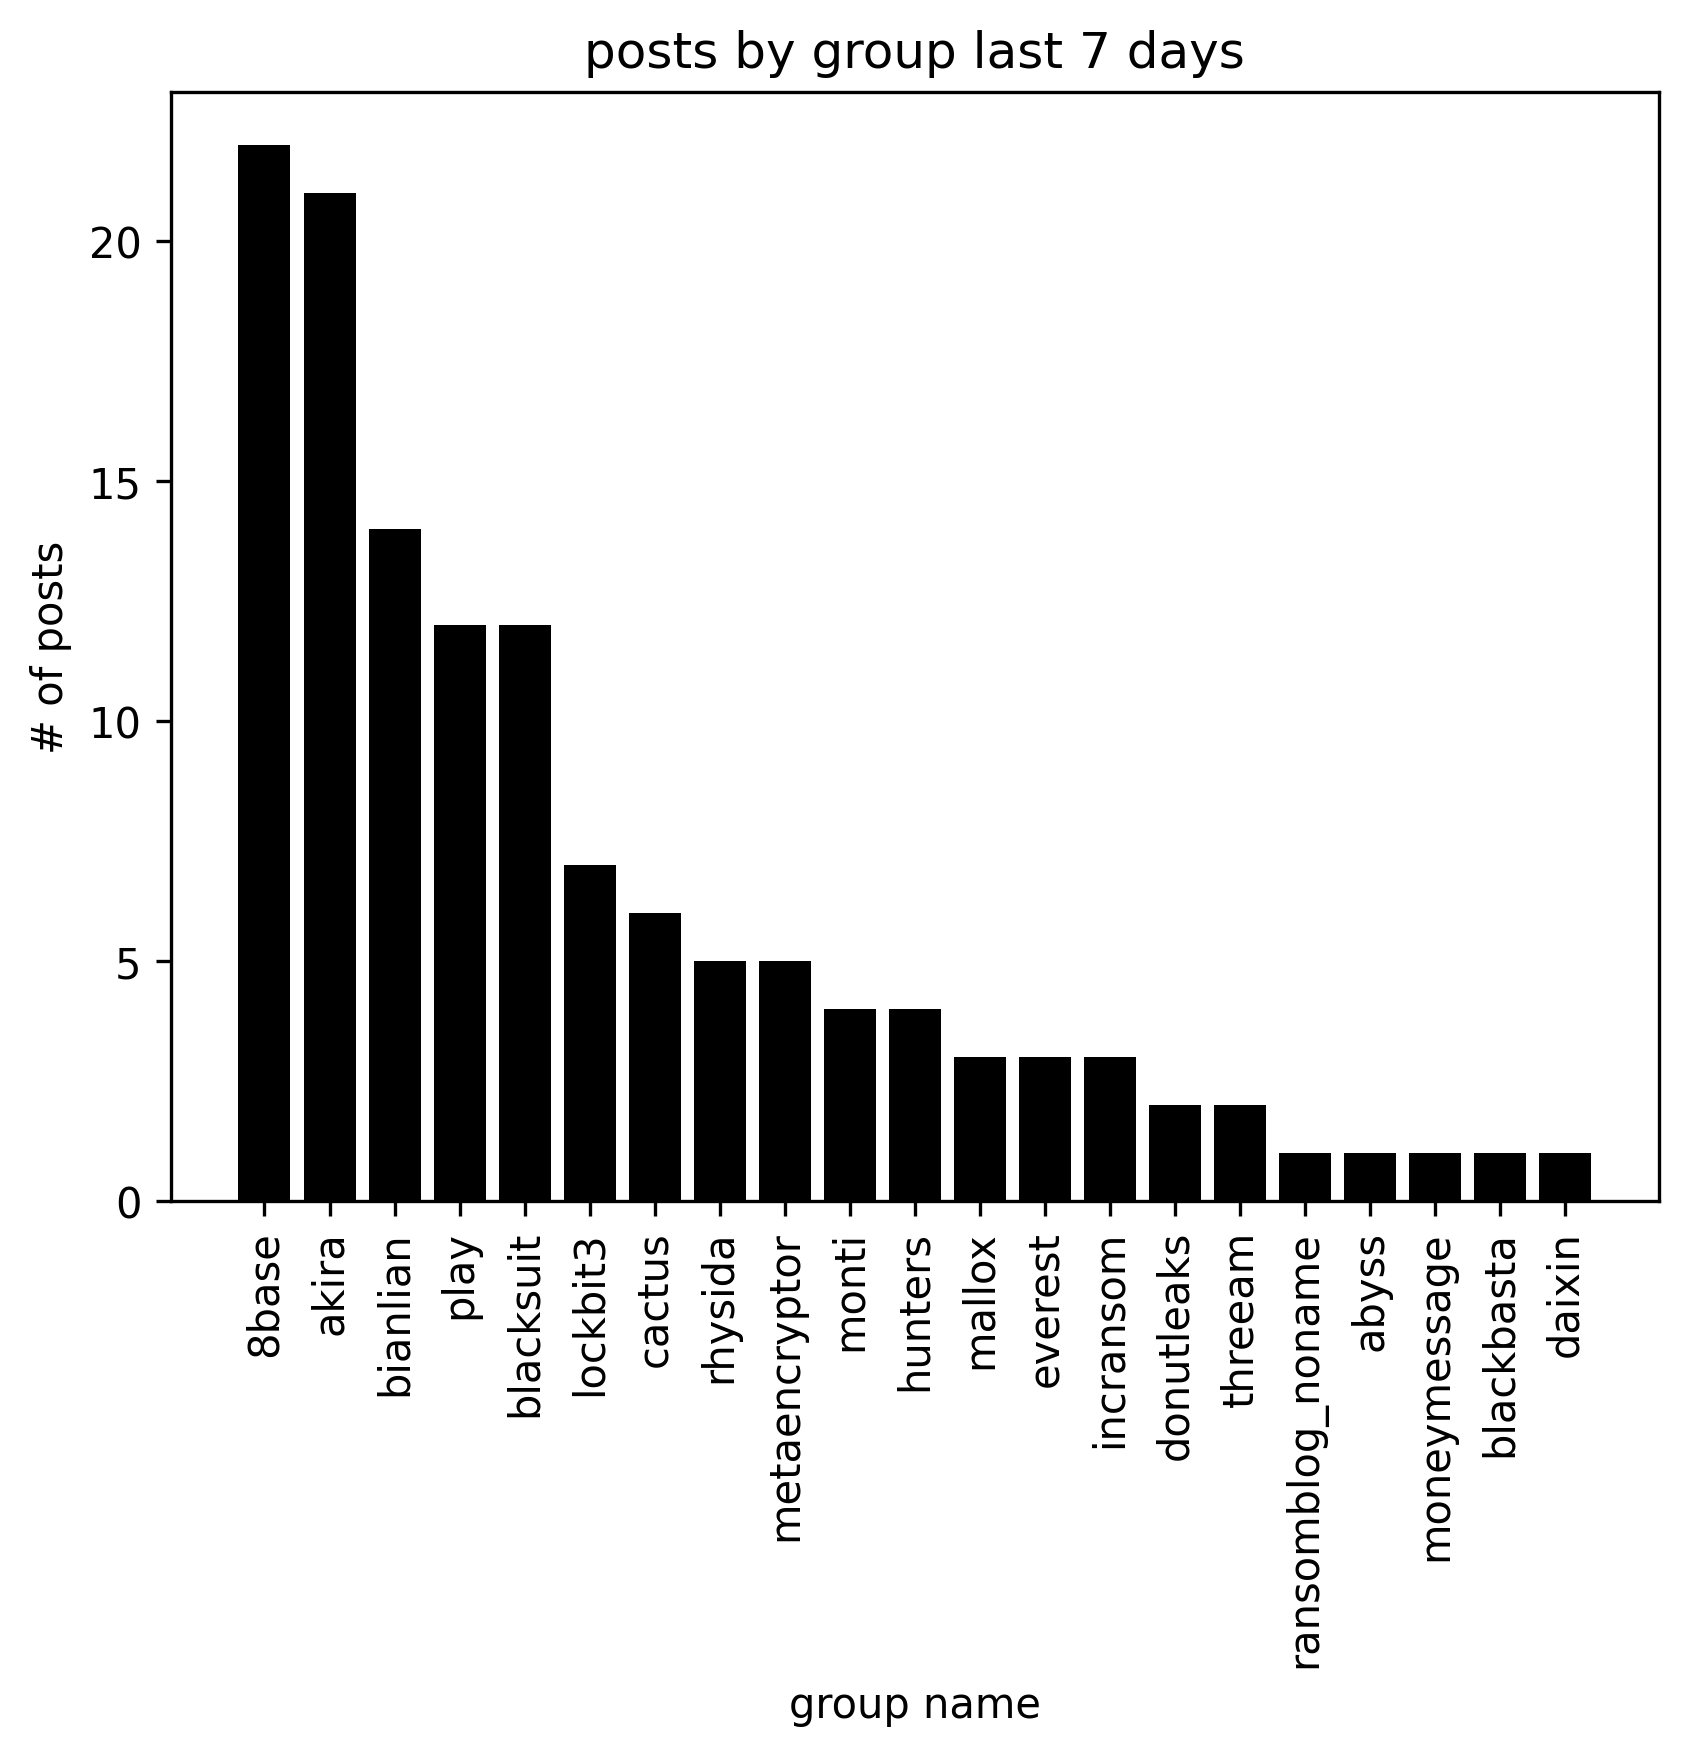 posts by group last 7 days
# of posts
20
15
10
5
0
8base
akira
bianlian
play
blacksuit
lockbit3
cactus
rhysida
metaencryptor
monti
hunters
mallox
everest
incransom
donutleaks
threeam
ransomblog_noname
abyss
moneymessage
blackbasta
daixin
group name